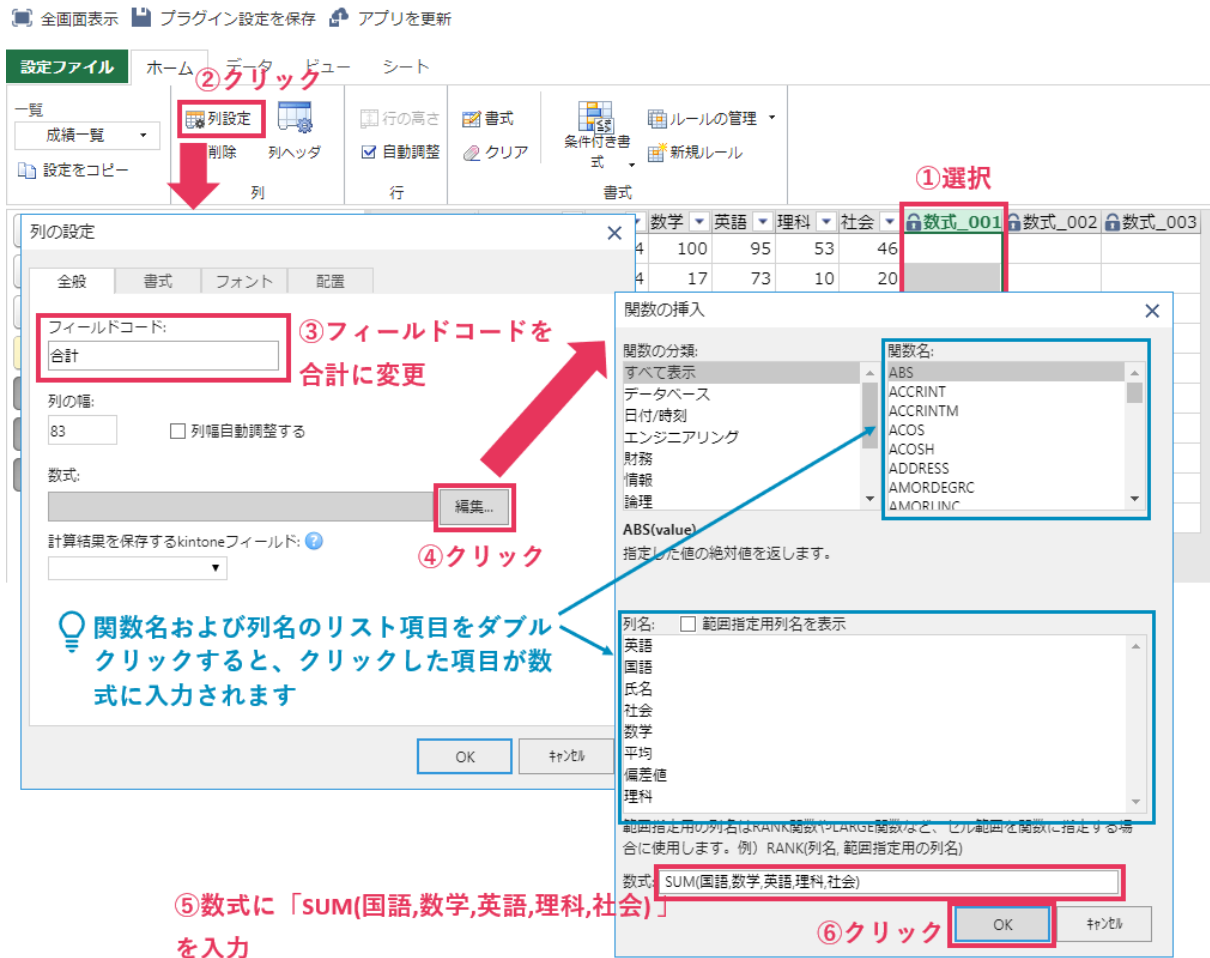 全画面表示 プラグイン設定を保存 アプリを更新
設定ファイル ホーム データ ビュー シート
②クリック
一覧
成績一覧
設定をコピー
列設定
削除 列ヘッダ
列
行の高さ
自動調整
行
書式
クリア
条件付き書
式
ルールの管理
新規ルール
書式
①選択
数学 英語 理科 社会 数式_001 数式_002 数式_003
4 100 95 53 46
4 17 73 10 20
列の設定
全般 書式 フォント 配置
フィールドコード:
合計
③フィールドコードを
合計に変更
列の幅:
83 列幅自動調整する
数式:
編集...
④クリック
計算結果を保存するkintoneフィールド:
関数名および列名のリスト項目をダブル
クリックすると、クリックした項目が数
式に入力されます
OK ｷｬﾝｾﾙ
関数の挿入
関数の分類:
すべて表示
データベース
日付/時刻
エンジニアリング
財務
情報
論理
関数名:
ABS
ACCRINT
ACCRINTM
ACOS
ACOSH
ADDRESS
AMORDEGRC
AMORLINC
ABS(value)
指定した値の絶対値を返します。
列名: 範囲指定用列名を表示
英語
国語
氏名
社会
数学
平均
偏差値
理科
範囲指定用の列名はRANK関数やLARGE関数など、セル範囲を関数に指定する場
合に使用します。例）RANK(列名, 範囲指定用の列名)
数式: SUM(国語,数学,英語,理科,社会)
⑤数式に「SUM(国語,数学,英語,理科,社会)」
を入力
⑥クリック
OK ｷｬﾝｾﾙ